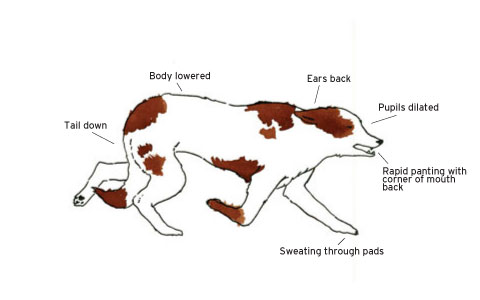 Body lowered
Ears back
Pupils dilated
Tail down
Rapid panting with
corner of mouth
back
Sweating through pads